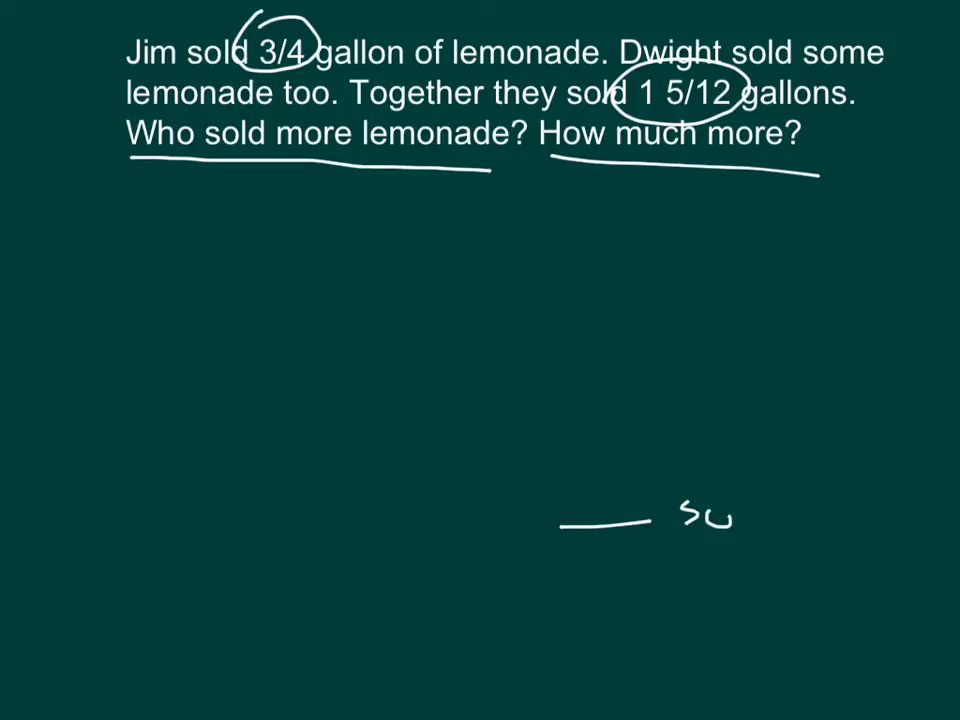 Jim sold 3/4 gallon of lemonade. Dwight sold some
lemonade too. Together they sold 1 5/12 gallons.
Who sold more lemonade? How much more?
so